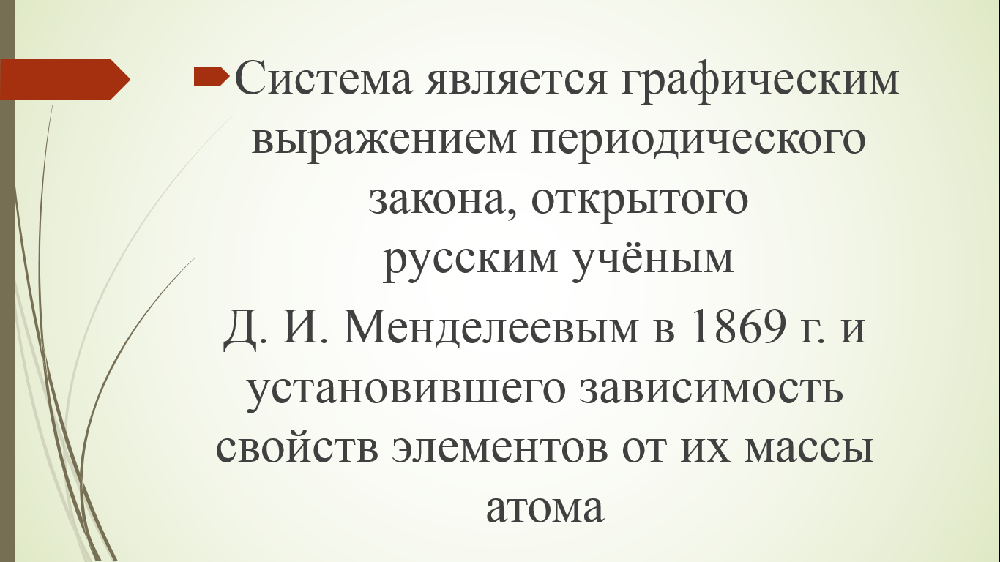 Система является графическим
выражением периодического
закона, открытого
русским учёным
Д. И. Менделеевым в 1869 г. и
установившего зависимость
свойств элементов от их массы
атома